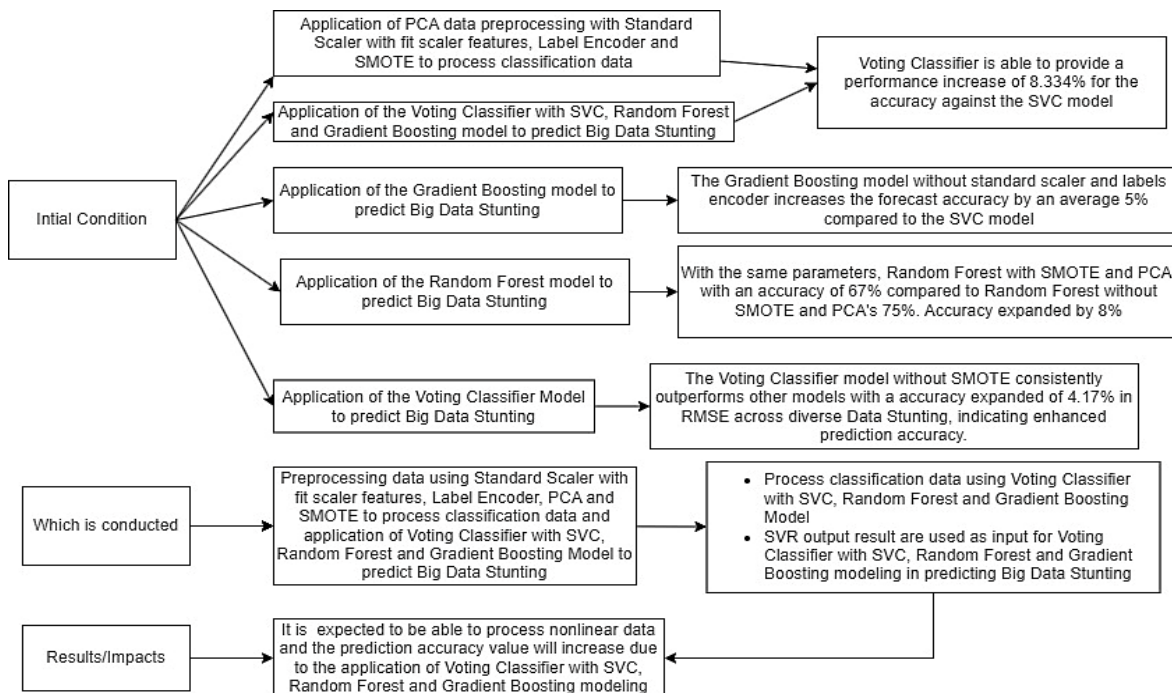 Application of PCA data preprocessing with Standard
Scaler with fit scaler features, Label Encoder and
SMOTE to process classification data
Voting Classifier is able to provide a
performance increase of 8.334% for the
accuracy against the SVC model
Application of the Voting Classifier with SVC, Random Forest
and Gradient Boosting model to predict Big Data Stunting
Intial Condition
Application of the Gradient Boosting model to
predict Big Data Stunting
The Gradient Boosting model without standard scaler and labels
encoder increases the forecast accuracy by an average 5%
compared to the SVC model
Application of the Random Forest model to
predict Big Data Stunting
With the same parameters, Random Forest with SMOTE and PCA
with an accuracy of 67% compared to Random Forest without
SMOTE and PCA's 75%. Accuracy expanded by 8%
Application of the Voting Classifier Model
to predict Big Data Stunting
The Voting Classifier model without SMOTE consistently
outperforms other models with a accuracy expanded of 4.17% in
RMSE across diverse Data Stunting, indicating enhanced
prediction accuracy.
Which is conducted
Preprocessing data using Standard Scaler with
fit scaler features, Label Encoder, PCA and
SMOTE to process classification data and
application of Voting Classifier with SVC,
Random Forest and Gradient Boosting Model to
predict Big Data Stunting
• Process classification data using Voting Classifier
with SVC, Random Forest and Gradient Boosting
Model
• SVR output result are used as input for Voting
Classifier with SVC, Random Forest and Gradient
Boosting modeling in predicting Big Data Stunting
Results/Impacts
It is expected to be able to process nonlinear data
and the prediction accuracy value will increase due
to the application of Voting Classifier with SVC,
Random Forest and Gradient Boosting modeling